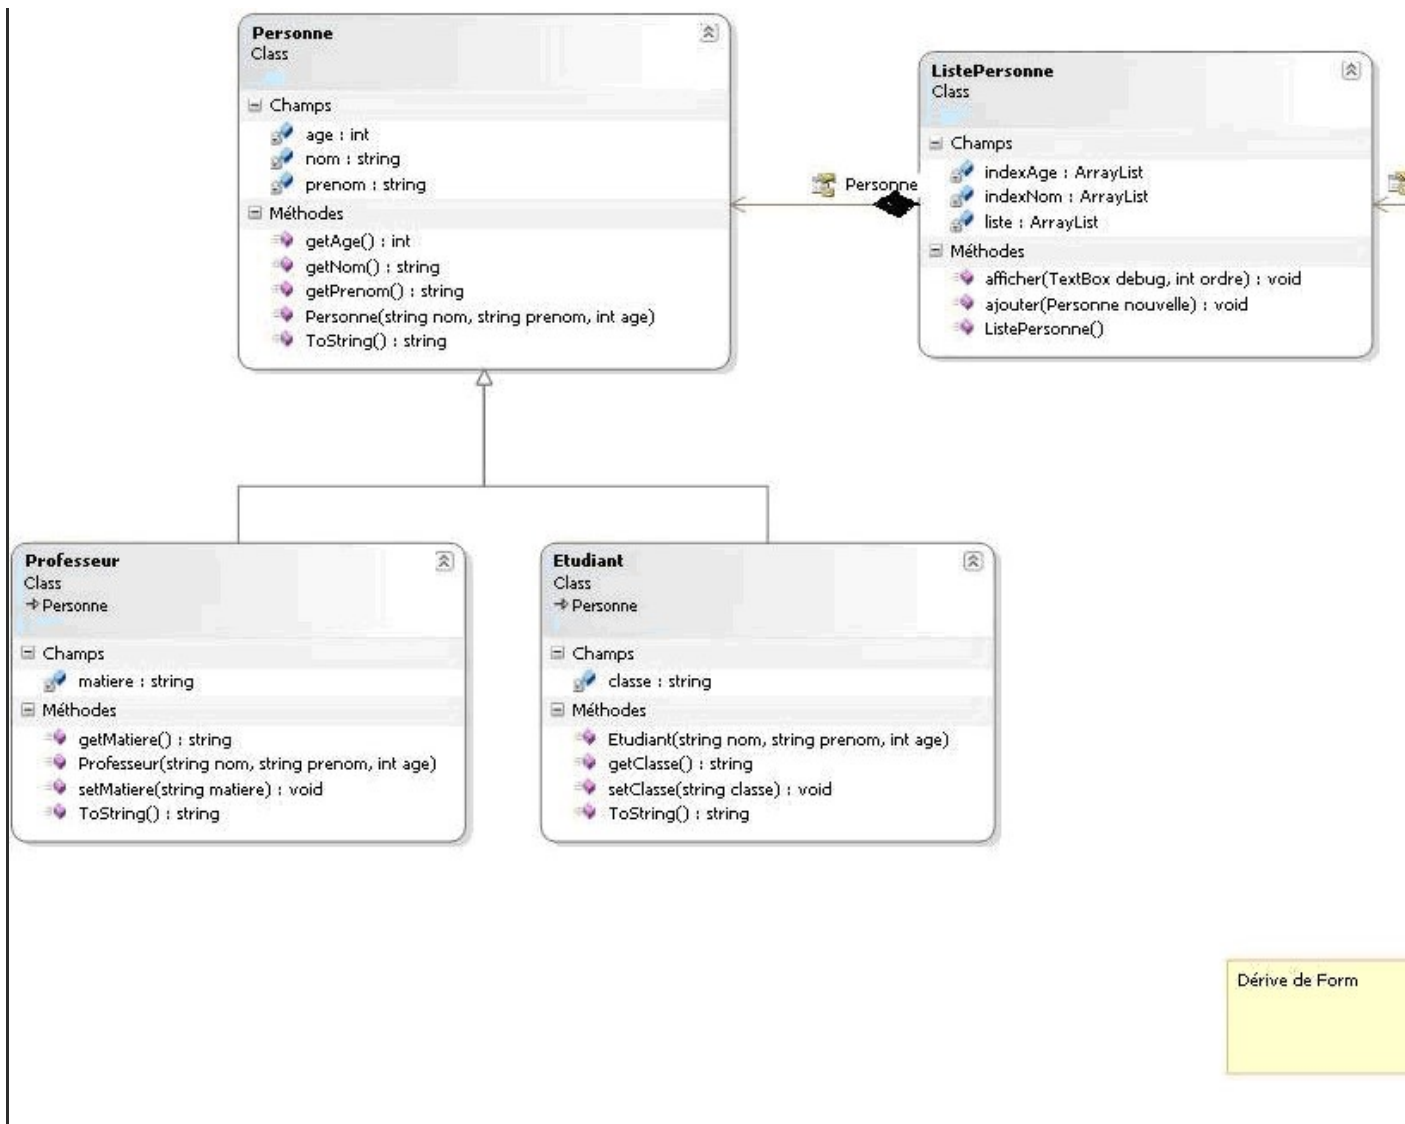 Personne
Class
Champs
age : int
nom : string
prenom : string
Méthodes
getAge() : int
getNom() : string
getPrenom() : string
Personne(string nom, string prenom, int age)
ToString() : string
Personne
ListePersonne
Class
Champs
indexAge : ArrayList
indexNom : ArrayList
liste : ArrayList
Méthodes
afficher(TextBox debug, int ordre) : void
ajouter(Personne nouvelle) : void
ListePersonne()
Professeur
Class
Personne
Champs
matiere : string
Méthodes
getMatiere() : string
Professeur(string nom, string prenom, int age)
setMatiere(string matiere) : void
ToString() : string
Etudiant
Class
Personne
Champs
classe : string
Méthodes
Etudiant(string nom, string prenom, int age)
getClasse() : string
setClasse(string classe) : void
ToString() : string
Dérive de Form